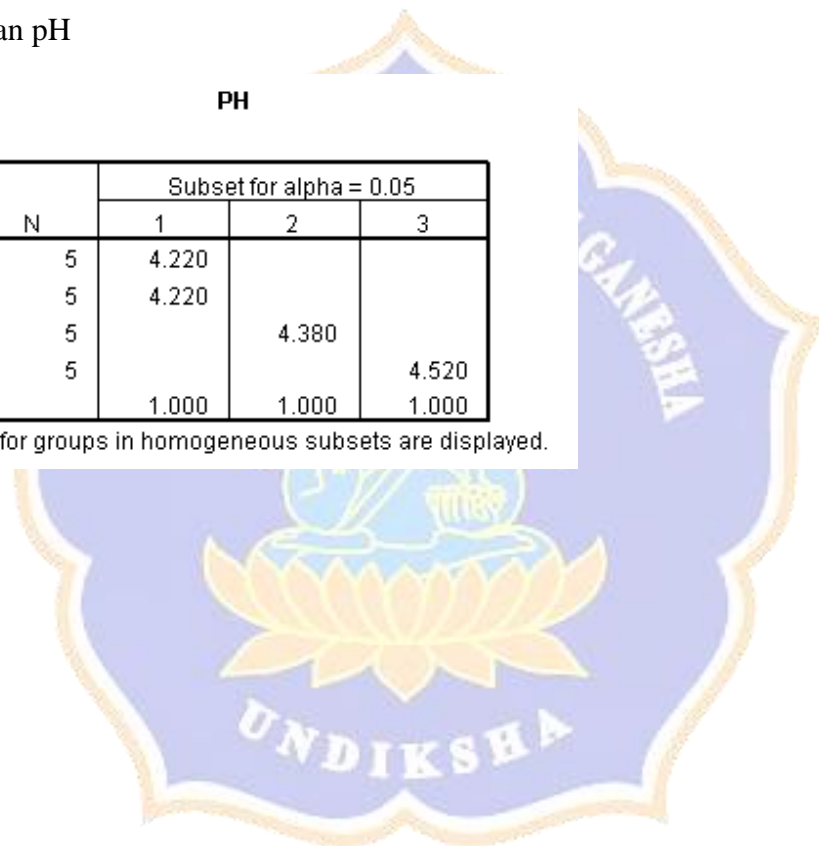 an pH
PH
Subset for alpha = 0.05
N 1 2 3
5 4.220
5 4.220
5 4.380
5 4.520
1.000 1.000 1.000
for groups in homogeneous subsets are displayed.
GANESHA
UNDIKSHA